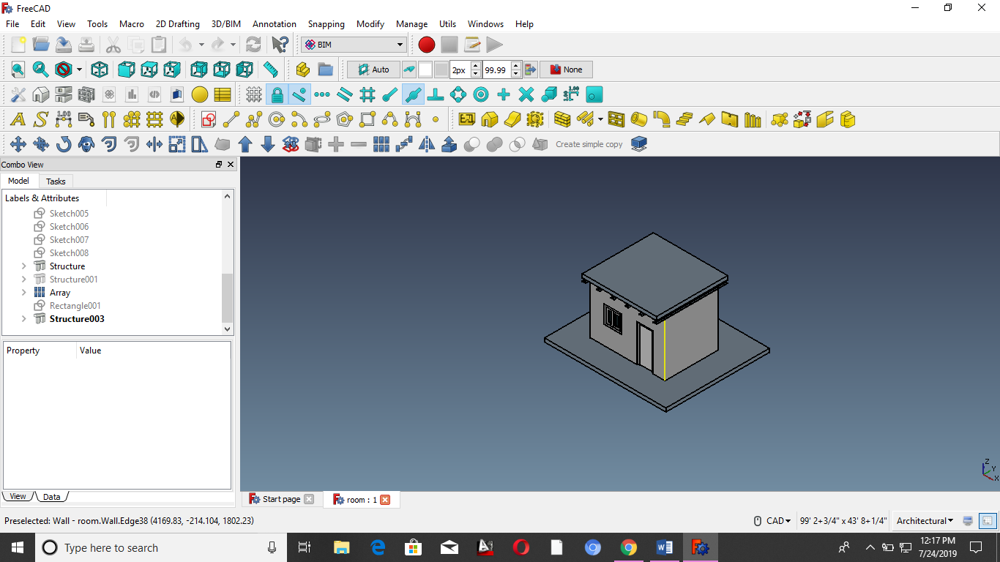 FreeCAD
File Edit View Tools Macro 2D Drafting 3D/BIM Annotation Snapping Modify Manage Utils Windows Help
BIM
Auto 2px 99.99 None
Create simple copy
Combo View
Model Tasks
Labels & Attributes
Sketch005
Sketch006
Sketch007
Sketch008
Structure
Structure001
Array
Rectangle001
Structure003
Property Value
Z
Y
X
View Data
Start page room : 1
Preselected: Wall - room.Wall.Edge38 (4169.83, -214.104, 1802.23) CAD 99' 2+3/4" x 43' 8+1/4" Architectural
Type here to search
12:17 PM
7/24/2019